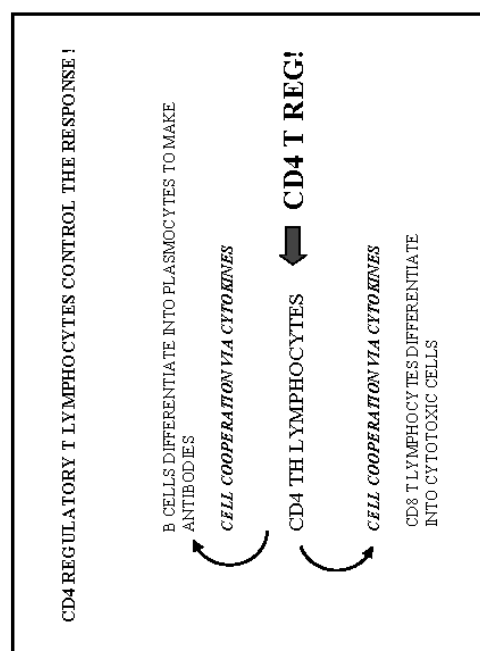 CD4 REGULATORY T LYMPHOCYTES CONTROL THE RESPONSE !
B CELLS DIFFERENTIATE INTO PLASMOCYTES TO MAKE
ANTIBODIES
CELL COOPERATION VIA CYTOKINES
CD4 TH LYMPHOCYTES
CD4 T REG!
CELL COOPERATION VIA CYTOKINES
CD8 T LYMPHOCYTES DIFFERENTIATE
INTO CYTOTOXIC CELLS